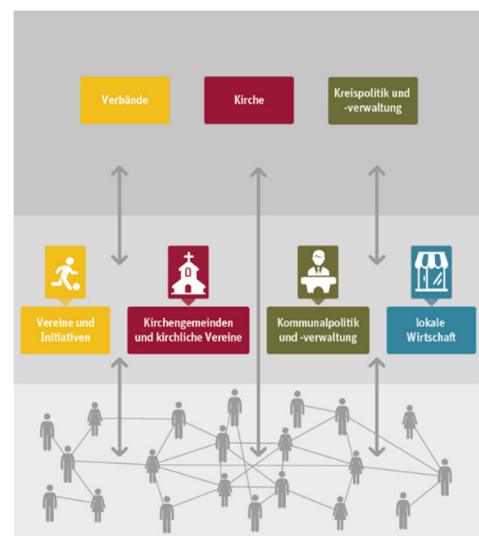 Verbände
Kirche
Kreispolitik und
-verwaltung
Vereine und
Initiativen
Kirchengemeinden
und kirchliche Vereine
Kommunalpolitik
und -verwaltung
lokale
Wirtschaft